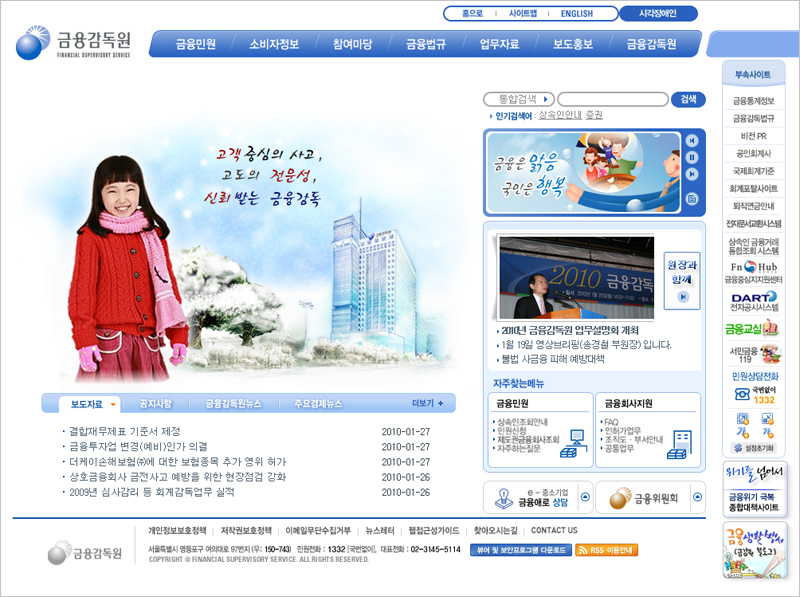 홈으로
사이트맵
ENGLISH
시각장애인
금융감독원
FINANCIAL SUPERVISORY SERVICE
금융민원
소비자정보
참여마당
금융법규
업무자료
보도홍보
금융감독원
통합검색
검색
인기검색어 : 상속인안내 증권
고객 중심의 사고,
고도의 전문성,
신뢰 받는 금융감독
금융은 맑음
국민은 행복
2010 금융감독원
원장과
함께
2010년 금융감독원 업무설명회 개최
1월 19일 영상브리핑(송경철 부원장) 입니다.
불법 사금융 피해 예방대책
자주찾는메뉴
금융민원
상속인조회안내
민원신청
제도권금융회사조회
자주하는질문
금융회사지원
FAQ
인허가업무
조직도·부서안내
공통업무
보도자료
공지사항
금융감독원뉴스
주요경제뉴스
더보기 +
결합재무제표 기준서 제정 2010-01-27
금융투자업 변경(예비)인가 의결 2010-01-27
더케이손해보험㈜에 대한 보험종목 추가 영위 허가 2010-01-27
상호금융회사 금전사고 예방을 위한 현장점검 강화 2010-01-26
2009년 심사감리 등 회계감독업무 실적 2010-01-26
e - 중소기업
금융애로 상담
금융위원회
부속사이트
금융통계정보
금융감독법규
비전 PR
공인회계사
국제회계기준
회계포탈사이트
퇴직연금안내
전자문서교환시스템
상속인 금융거래
통합조회 시스템
Fn Hub
금융중심지지원센터
DART
전자공시시스템
금융교실
서민금융
119
민원상담전화
국번없이
1332
가
가
설정초기화
위기를 넘어서
금융위기 극복
종합대책사이트
금융생활백서
(금감원 블로그)
금융감독원
개인정보보호정책
저작권보호정책
이메일무단수집거부
뉴스레터
웹접근성가이드
찾아오시는길
CONTACT US
서울특별시 영등포구 여의대로 97번지 (우: 150-743) 민원전화 : 1332 [국번없이], 대표전화 : 02-3145-5114
뷰어 및 보안프로그램 다운로드
RSS 이용안내
COPYRIGHT @ FINANCIAL SUPERVISORY SERVICE. ALL RIGHTS RESERVED.